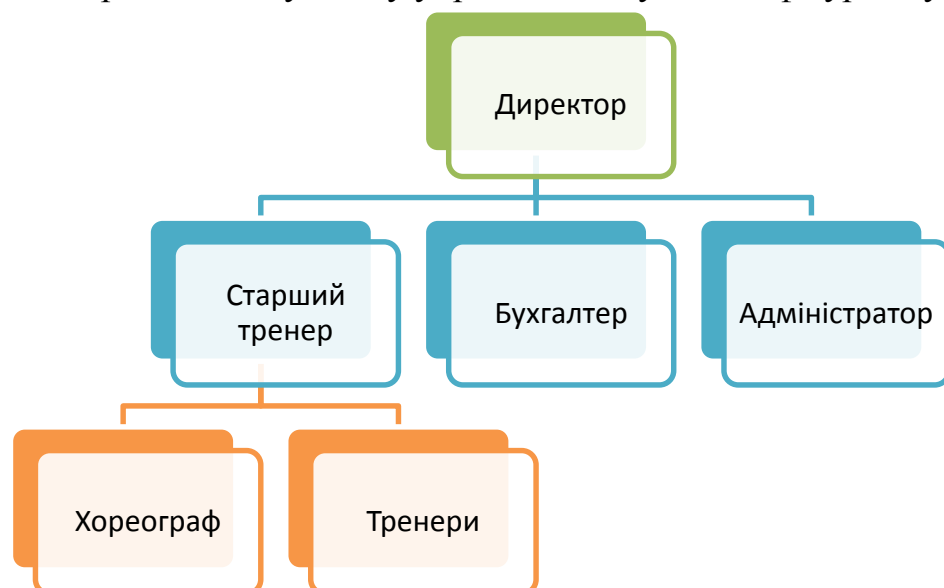 Директор
Старший
тренер
Бухгалтер
Адміністратор
Хореограф
Тренери